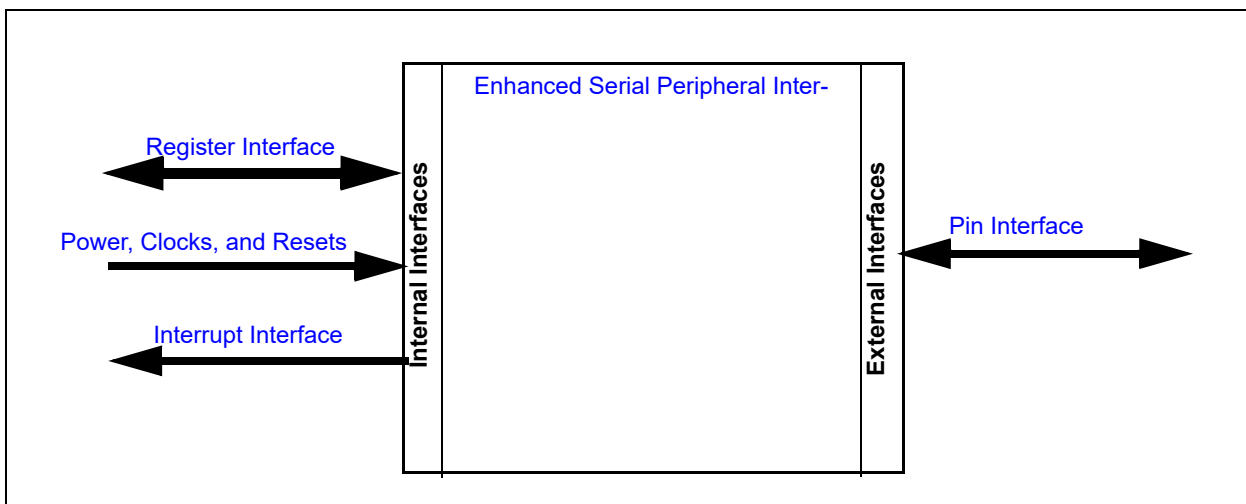 Enhanced Serial Peripheral Inter-
Register Interface
Power, Clocks, and Resets
Interrupt Interface
Internal Interfaces
External Interfaces
Pin Interface